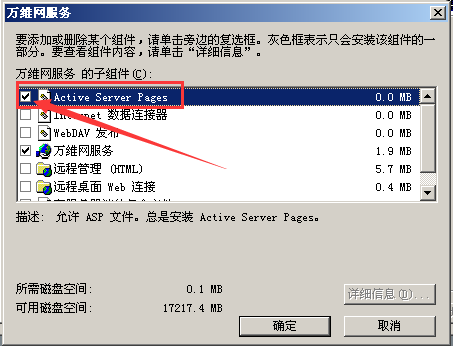 万维网服务
要添加或删除某个组件，请单击旁边的复选框。灰色框表示只会安装该组件的一
部分。要查看组件内容，请单击“详细信息”。
万维网服务 的子组件(C):
Active Server Pages 0.0 MB
Internet 数据连接器 0.0 MB
WebDAV 发布 0.0 MB
万维网服务 1.9 MB
远程管理 (HTML) 5.7 MB
远程桌面 Web 连接 0.4 MB
描述: 允许 ASP 文件。总是安装 Active Server Pages。
所需磁盘空间: 0.1 MB
可用磁盘空间: 17217.4 MB
详细信息(D)...
确定
取消